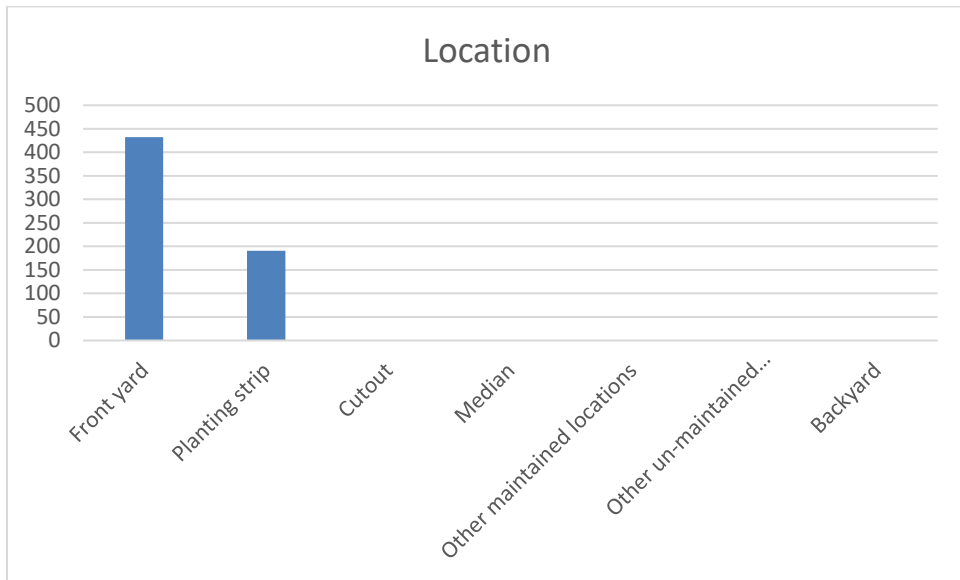 Location
500
450
400
350
300
250
200
150
100
50
0
Front yard
Planting strip
Cutout
Median
Other maintained locations
Other un-maintained...
Backyard